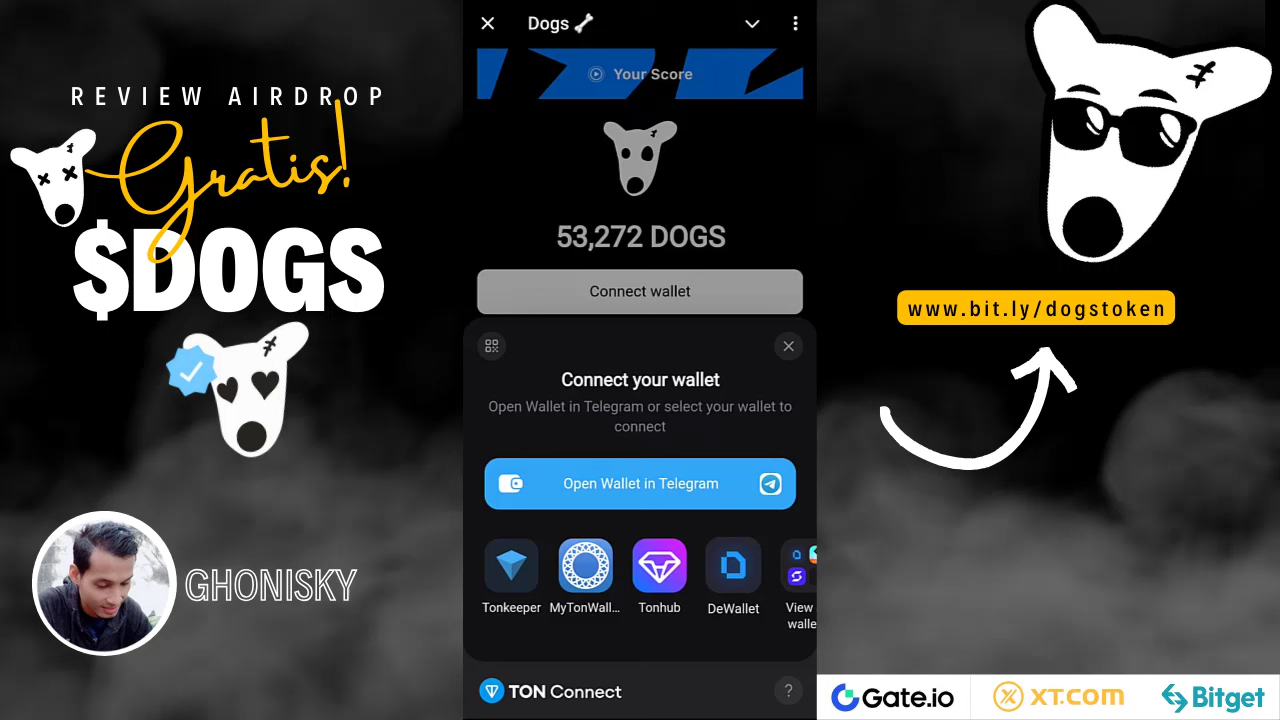 REVIEW AIRDROP
Gratis!
$DOGS
GHONISKY
Dogs 🦴
Your Score
53,272 DOGS
Connect wallet
Connect your wallet
Open Wallet in Telegram or select your wallet to
connect
Open Wallet in Telegram
Tonkeeper
MyTonWall...
Tonhub
DeWallet
View
walle
TON Connect
?
www.bit.ly/dogstoken
Gate.io
XT.COM
Bitget